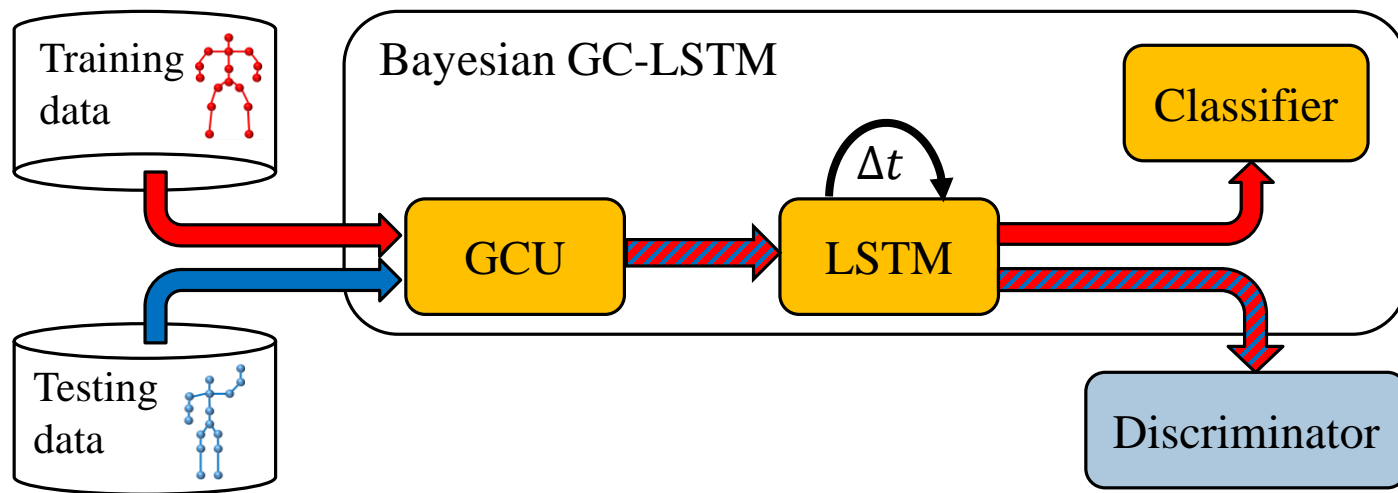 Training
data
Bayesian GC-LSTM
Classifier
Δt
GCU
LSTM
Testing
data
Discriminator